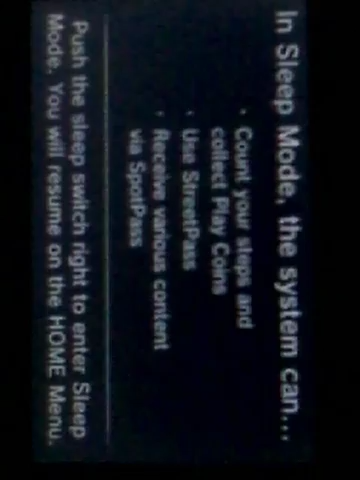 In Sleep Mode, the system can...
· Count your steps and
collect Play Coins
· Use StreetPass
· Receive various content
via SpotPass
Push the sleep switch right to enter Sleep
Mode. You will resume on the HOME Menu.